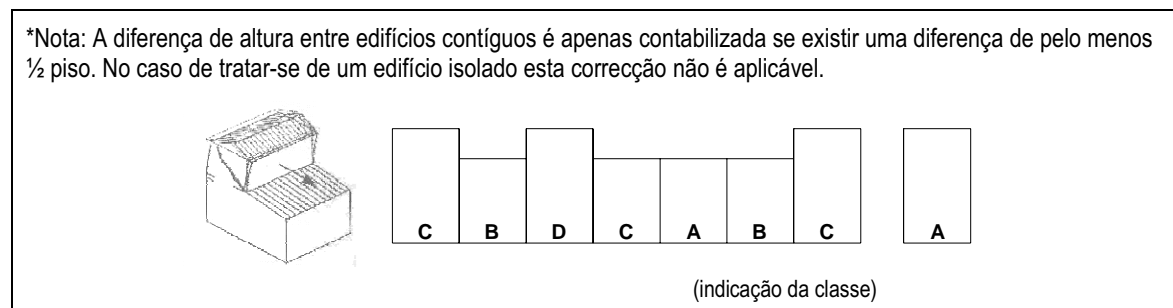 *Nota: A diferença de altura entre edifícios contíguos é apenas contabilizada se existir uma diferença de pelo menos
½ piso. No caso de tratar-se de um edifício isolado esta correcção não é aplicável.
C B D C A B C A
(indicação da classe)